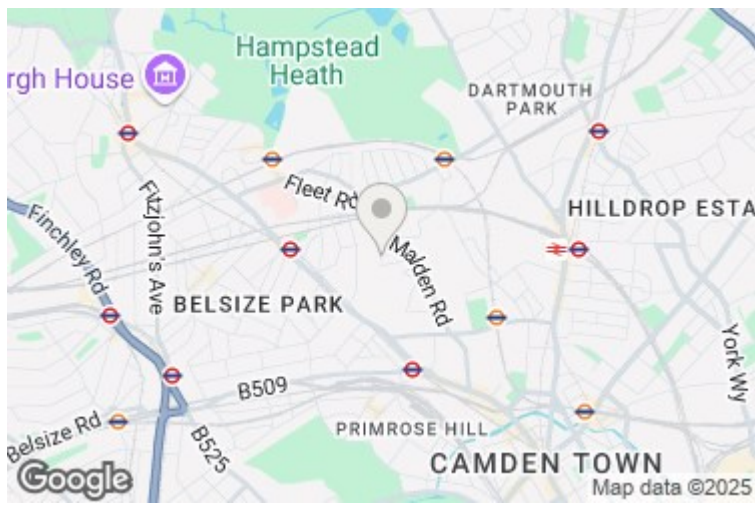 Hampstead
Heath
rgh House
DARTMOUTH
PARK
Fleet Rd
HILLDROP ESTA
Fitzjohn's Ave
Finchley Rd
Malden Rd
BELSIZE PARK
York Wy
B509
Belsize Rd
B525
PRIMROSE HILL
CAMDEN TOWN
Google
Map data ©2025